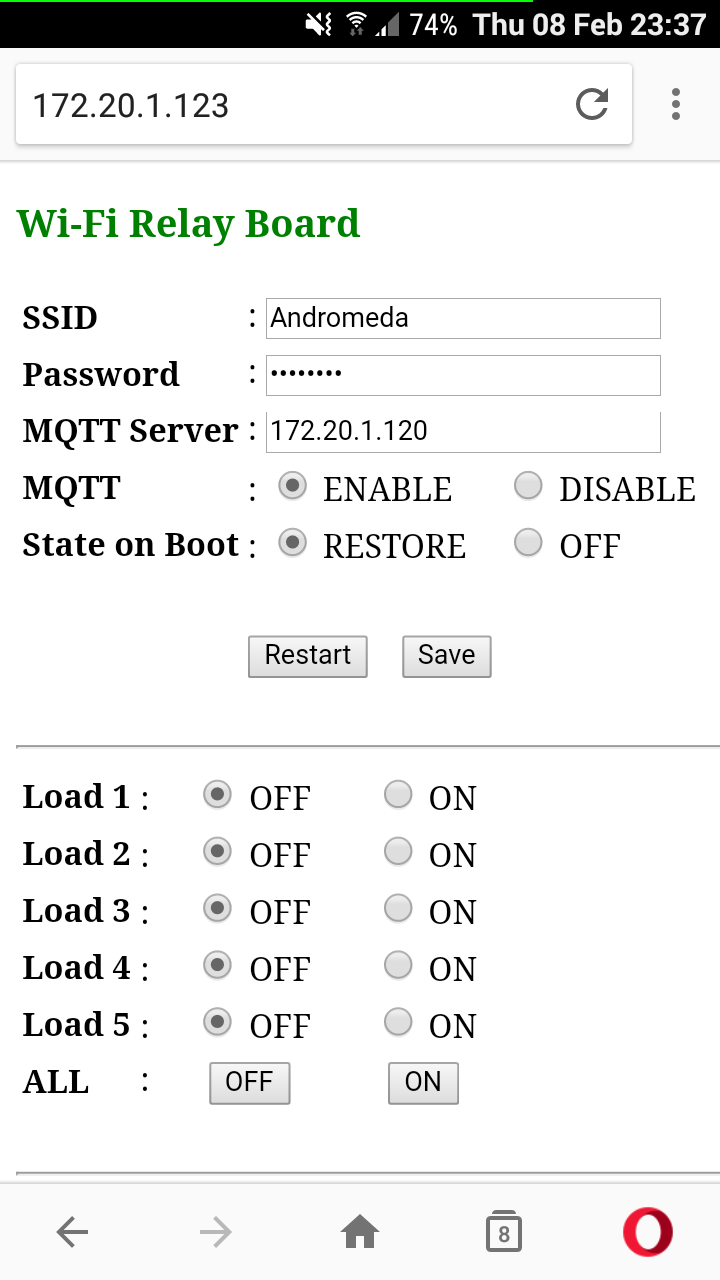 74% Thu 08 Feb 23:37
172.20.1.123
Wi-Fi Relay Board
SSID : Andromeda
Password : ••••••••
MQTT Server : 172.20.1.120
MQTT : ENABLE DISABLE
State on Boot : RESTORE OFF
Restart Save
Load 1 : OFF ON
Load 2 : OFF ON
Load 3 : OFF ON
Load 4 : OFF ON
Load 5 : OFF ON
ALL : OFF ON
8